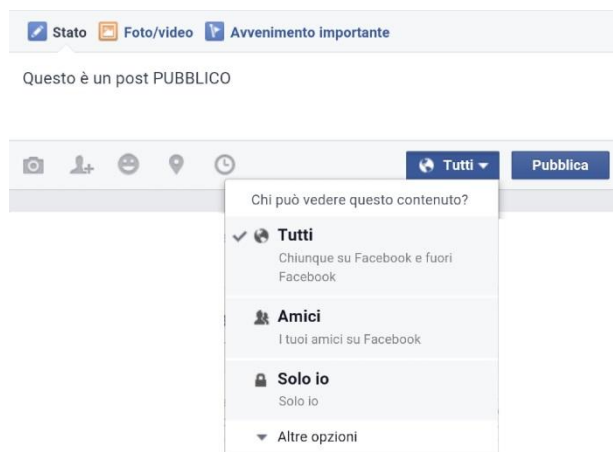 Stato Foto/video Avvenimento importante
Questo è un post PUBBLICO
Tutti Pubblica
Chi può vedere questo contenuto?
Tutti
Chiunque su Facebook e fuori
Facebook
Amici
I tuoi amici su Facebook
Solo io
Solo io
Altre opzioni